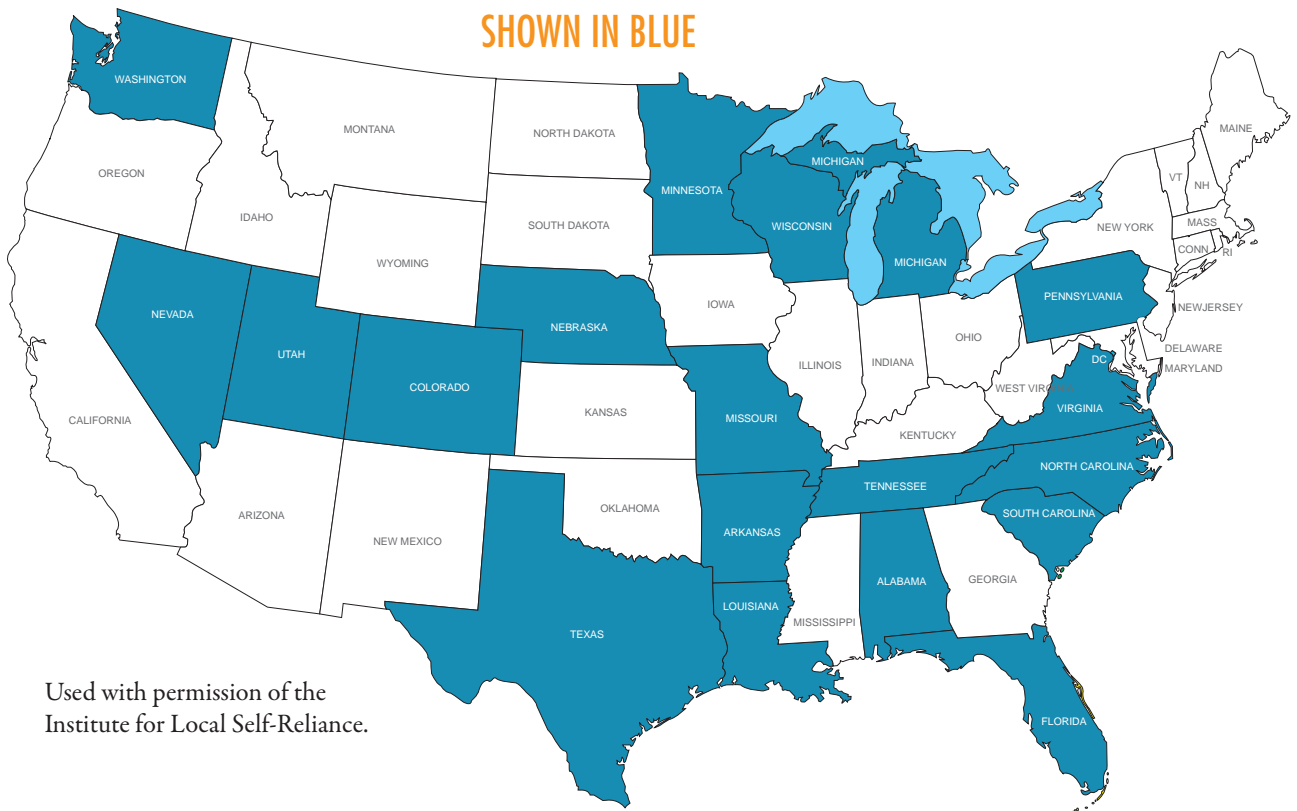 SHOWN IN BLUE
WASHINGTON
MONTANA
NORTH DAKOTA
MINNESOTA
MICHIGAN
MAINE
OREGON
IDAHO
SOUTH DAKOTA
WISCONSIN
VT
NH
WYOMING
MICHIGAN
NEW YORK
MASS
CONN
RI
NEVADA
NEBRASKA
IOWA
PENNSYLVANIA
NEWJERSEY
UTAH
COLORADO
ILLINOIS
INDIANA
OHIO
DELAWARE
DC
MARYLAND
CALIFORNIA
KANSAS
MISSOURI
WEST VIRGINIA
VIRGINIA
KENTUCKY
NORTH CAROLINA
ARIZONA
NEW MEXICO
OKLAHOMA
ARKANSAS
TENNESSEE
SOUTH CAROLINA
TEXAS
LOUISIANA
MISSISSIPPI
ALABAMA
GEORGIA
FLORIDA
Used with permission of the
Institute for Local Self-Reliance.